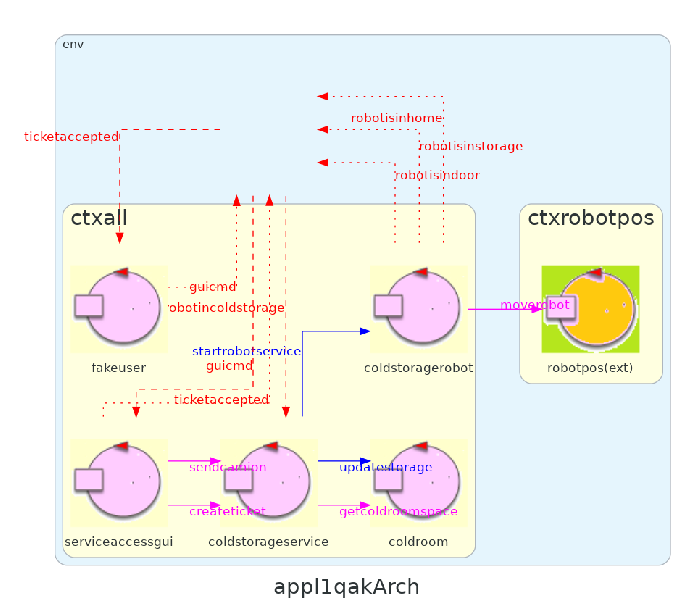 env
robotisinhome
ticketaccepted
robotisinstorage
robotisindoor
ctxall
ctxrobotpos
guicmd
robotincoldstorage
moverobot
startrobotservice
guicmd
fakeuser
coldstoragerobot
robotpos(ext)
ticketaccepted
sendcamion
updatestorage
createticket
getcoldroomspace
serviceaccessgui
coldstorageservice
coldroom
appl1qakArch